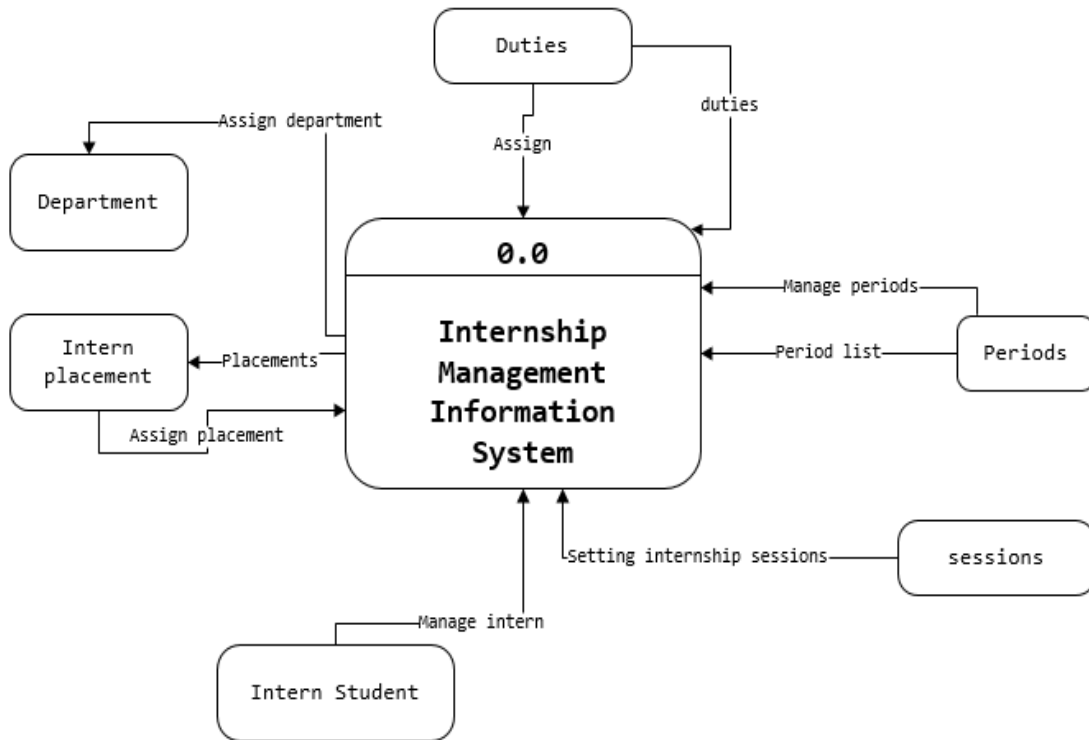 Duties
duties
Assign department
Assign
Department
0.0
Manage periods
Internship
Management
Information
System
Intern
placement
Placements
Period list
Periods
Assign placement
Setting internship sessions
sessions
Manage intern
Intern Student